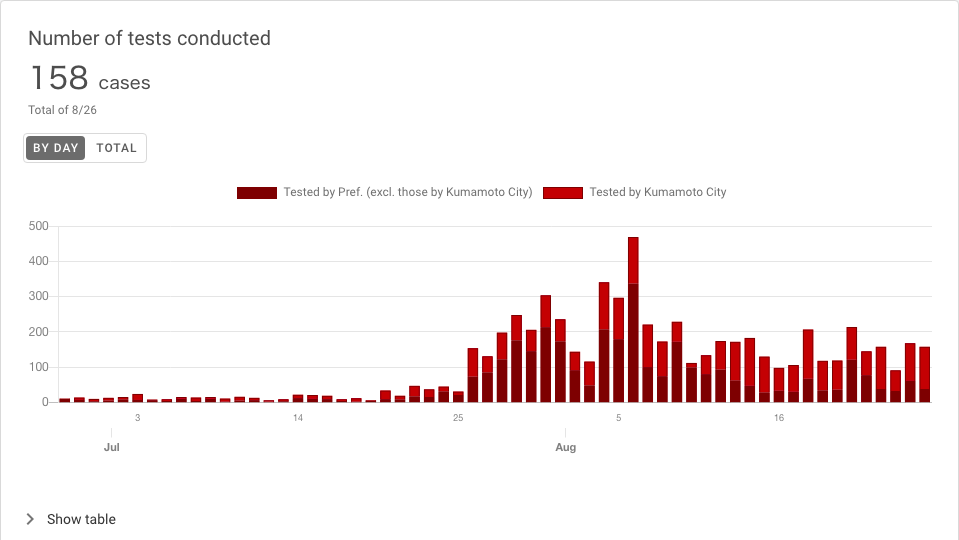 Number of tests conducted
158 cases
Total of 8/26
BY DAY TOTAL
Tested by Pref. (excl. those by Kumamoto City) Tested by Kumamoto City
500
400
300
200
100
0
3 14 25 5 16
Jul Aug
Show table